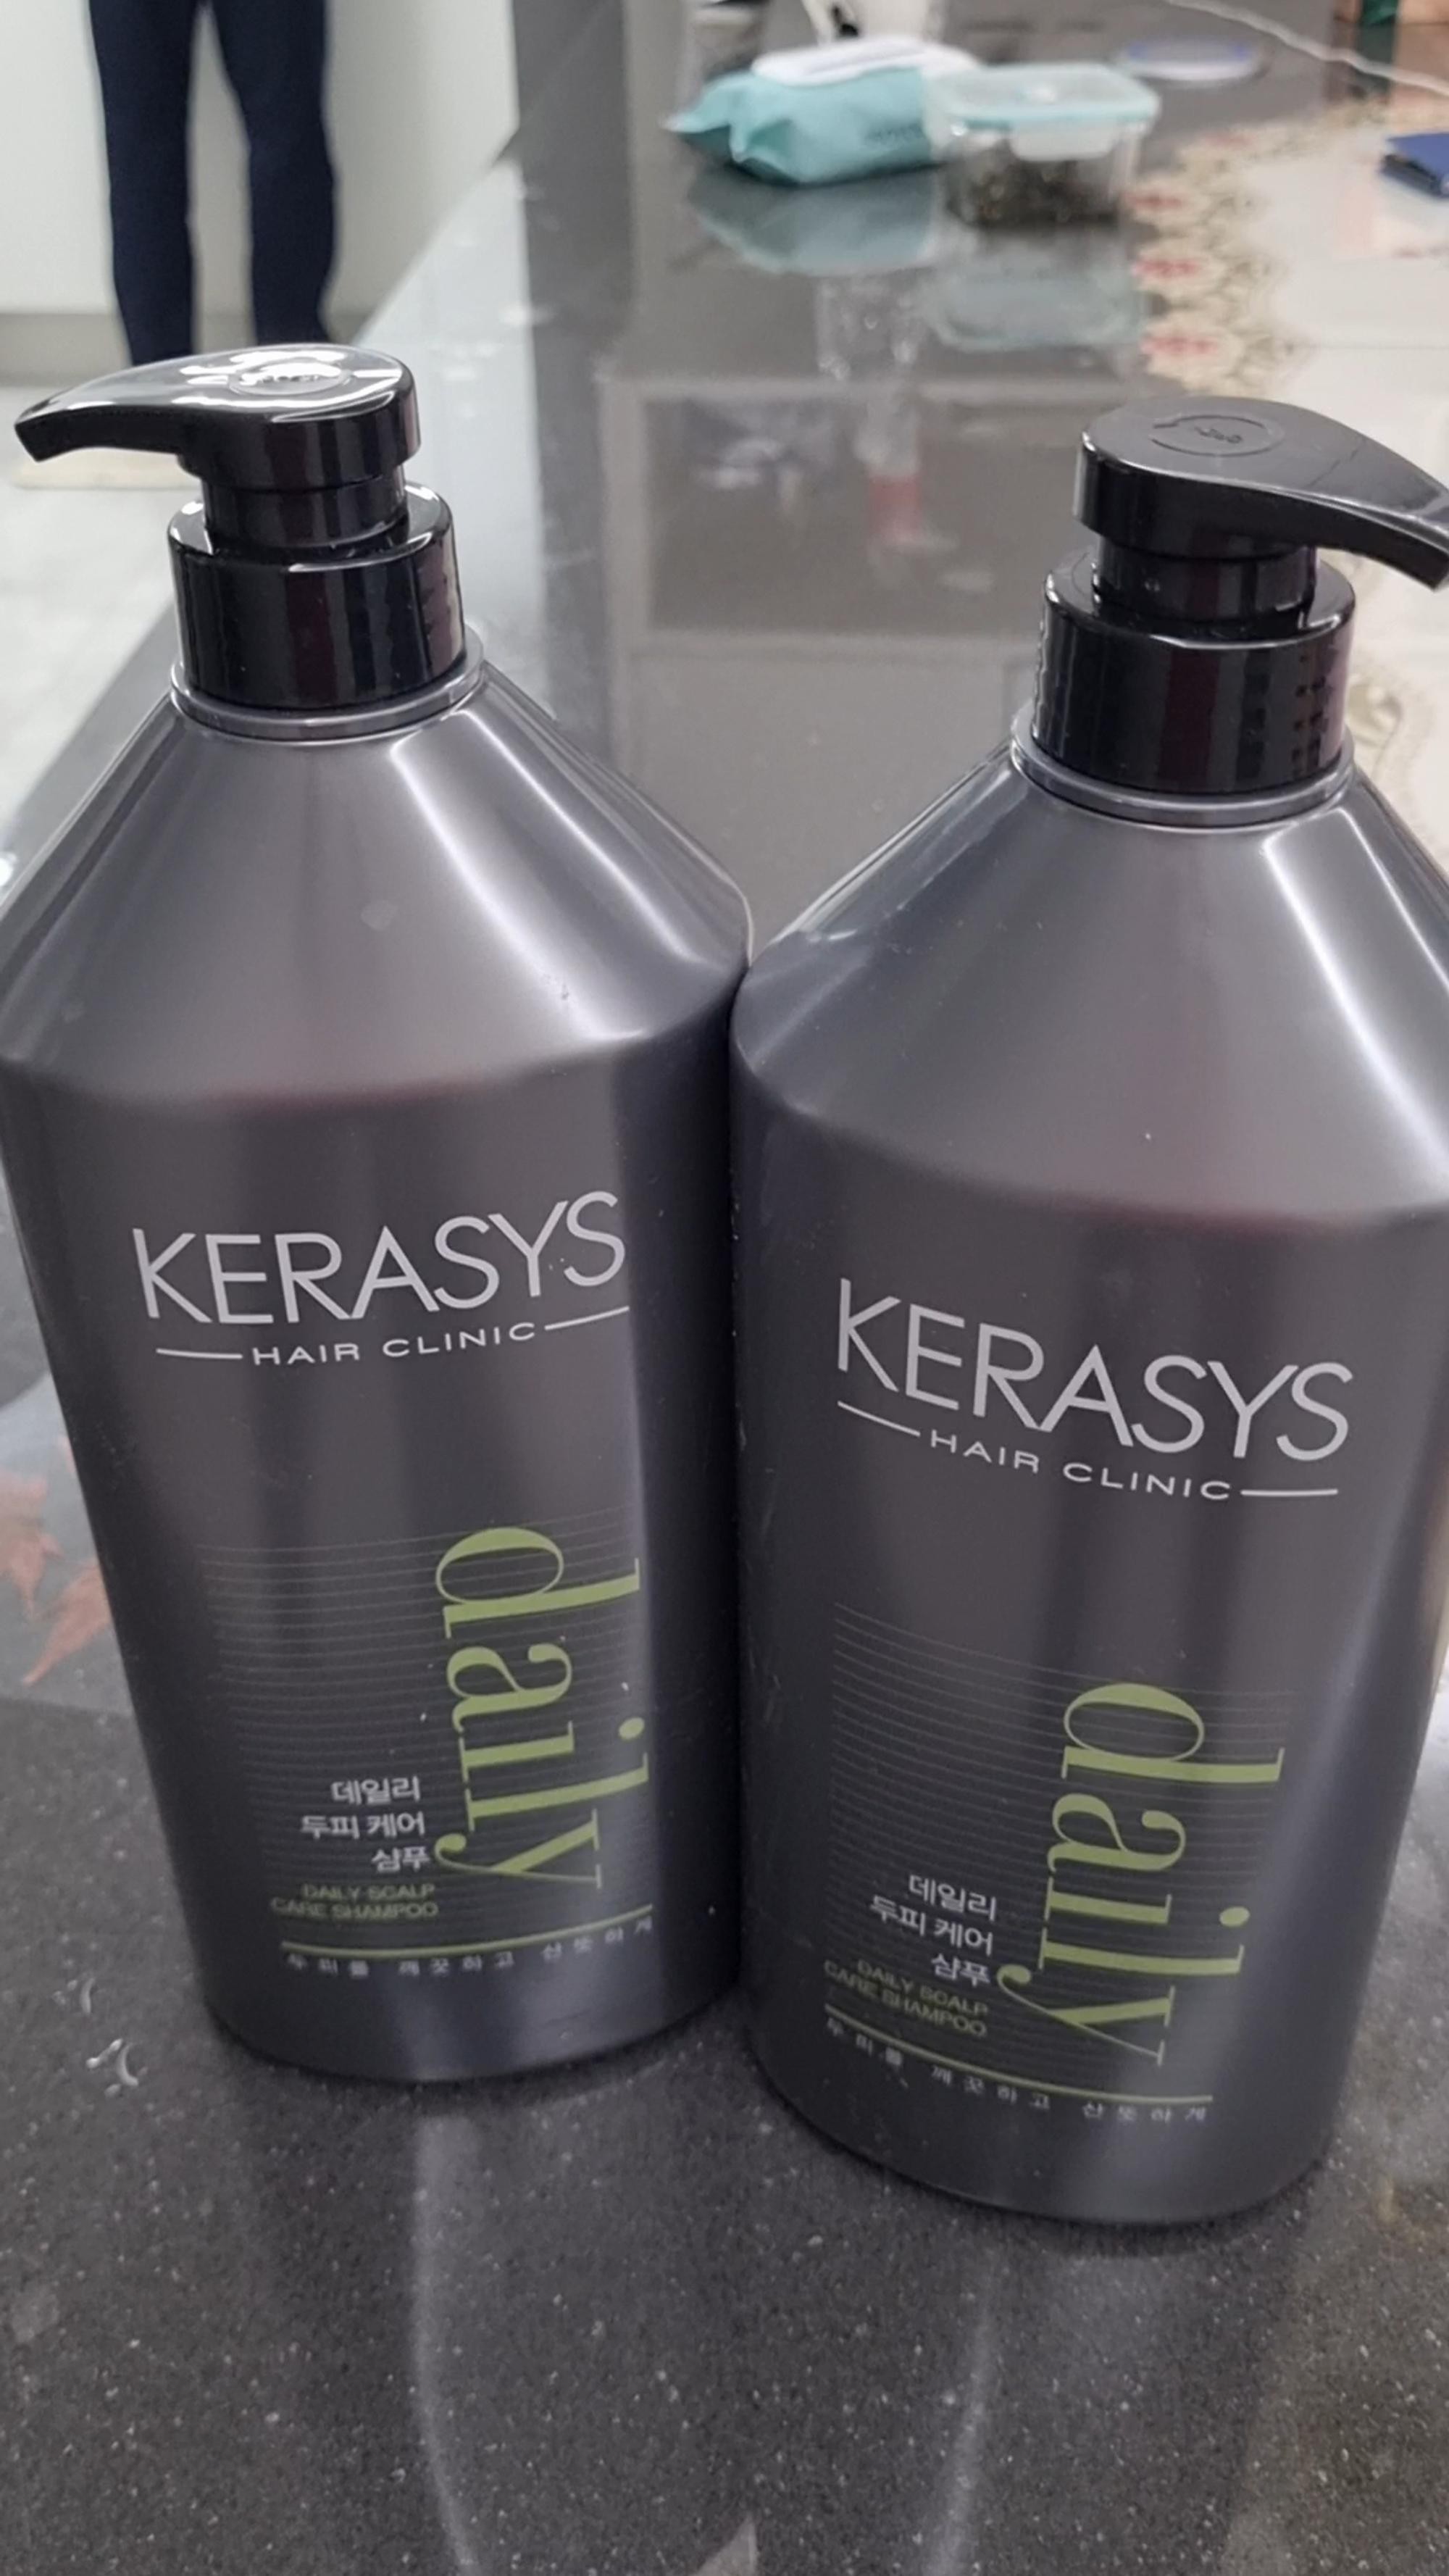 KERASYS
HAIR CLINIC
daily
데일리
두피 케어
샴푸
DAILY SCALP
CARE SHAMPOO
두피를 깨끗하고 산뜻하게
KERASYS
HAIR CLINIC
daily
데일리
두피 케어
샴푸
DAILY SCALP
CARE SHAMPOO
두피를 깨끗하고 산뜻하게